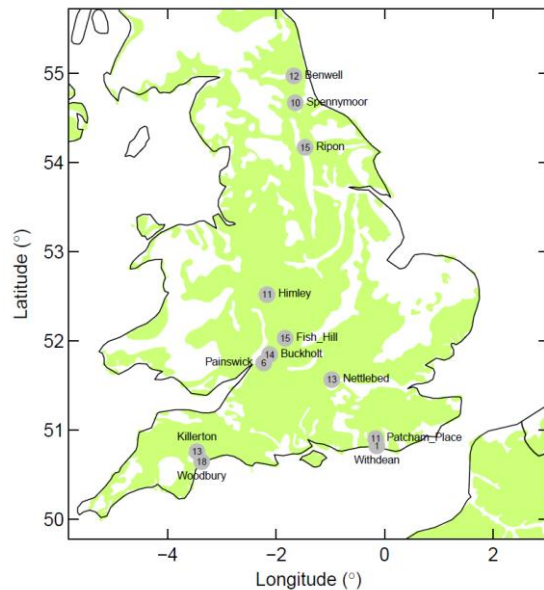 55
12 Benwell
10 Spennymoor
15 Ripon
54
53
11 Himley
52
15 Fish_Hill
14 Buckholt
Painswick 6
13 Nettlebed
51
Killerton
11 Patcham_Place
13
1
18
Withdean
Woodbury
50
−4 −2 0 2
Longitude (°)
Latitude (°)